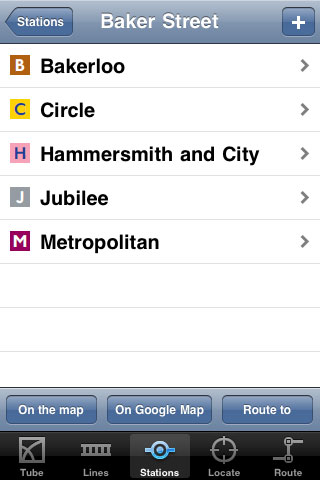 Stations Baker Street +
B Bakerloo
C Circle
H Hammersmith and City
J Jubilee
M Metropolitan
On the map On Google Map Route to
Tube Lines Stations Locate Route